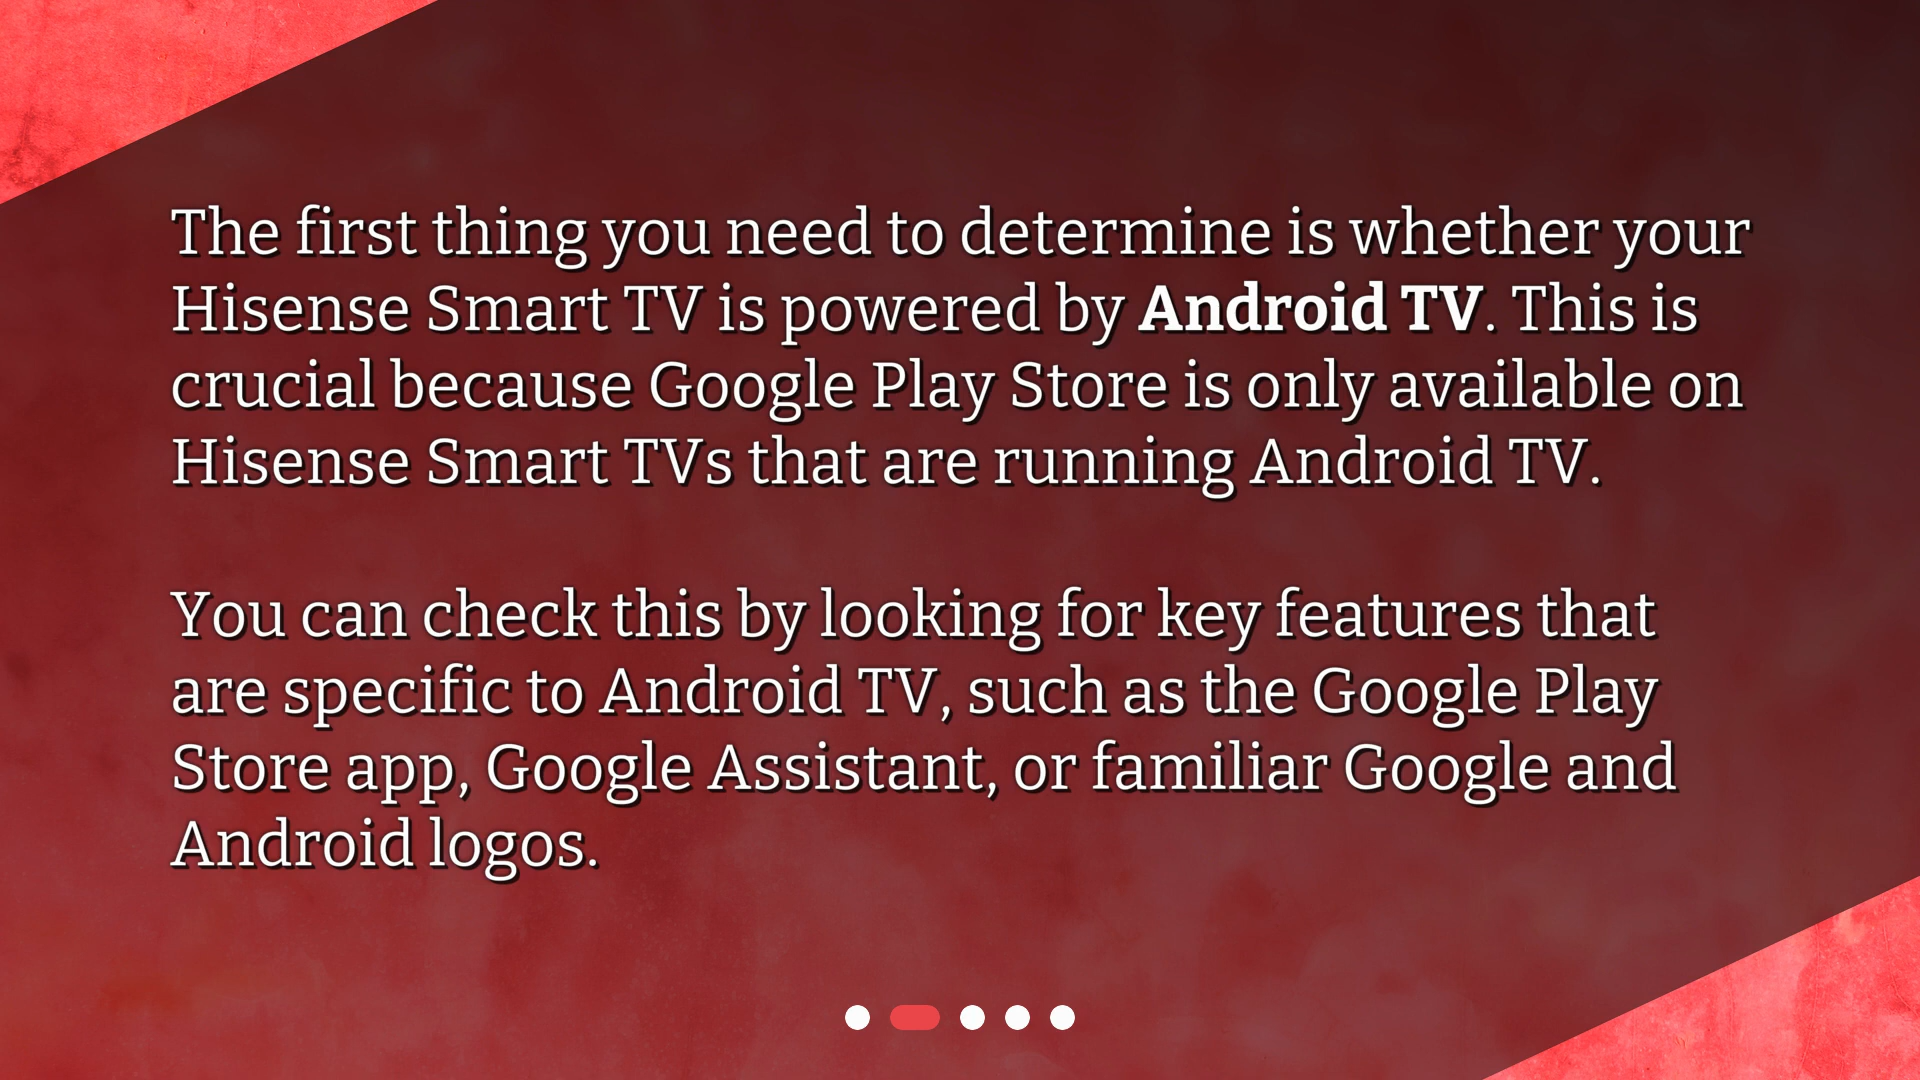 The first thing you need to determine is whether your
Hisense Smart TV is powered by Android TV. This is
crucial because Google Play Store is only available on
Hisense Smart TVs that are running Android TV.
You can check this by looking for key features that
are specific to Android TV, such as the Google Play
Store app, Google Assistant, or familiar Google and
Android logos.